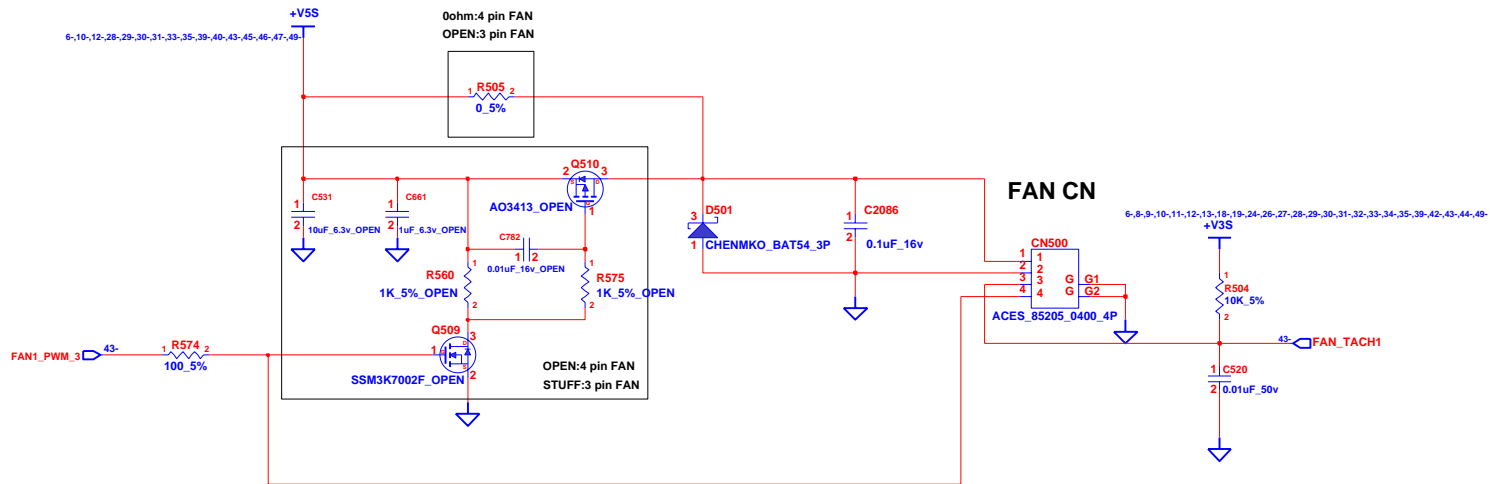 +V5S
6-,10-,12-,28-,29-,30-,31-,33-,35-,39-,40-,43-,45-,46-,47-,49-
0ohm:4 pin FAN
OPEN:3 pin FAN
R505
1 2
0_5%
Q510
2 3
S D
G
1
AO3413_OPEN
C531
1
2
10uF_6.3v_OPEN
C661
1
2
1uF_6.3v_OPEN
C782
1 2
0.01uF_16v_OPEN
R560
1
2
1K_5%_OPEN
R575
1
2
1K_5%_OPEN
Q509
3
D
1 G
S
2
SSM3K7002F_OPEN
OPEN:4 pin FAN
STUFF:3 pin FAN
FAN1_PWM_3
43-
R574
1 2
100_5%
D501
3
1
CHENMKO_BAT54_3P
C2086
1
2
0.1uF_16v
FAN CN
CN500
1 1
2 2
3 3 G G1
4 4 G G2
ACES_85205_0400_4P
6-,8-,9-,10-,11-,12-,13-,18-,19-,24-,26-,27-,28-,29-,30-,31-,32-,33-,34-,35-,39-,42-,43-,44-,49-
+V3S
1
R504
10K_5%
2
43-
FAN_TACH1
C520
1
2
0.01uF_50v